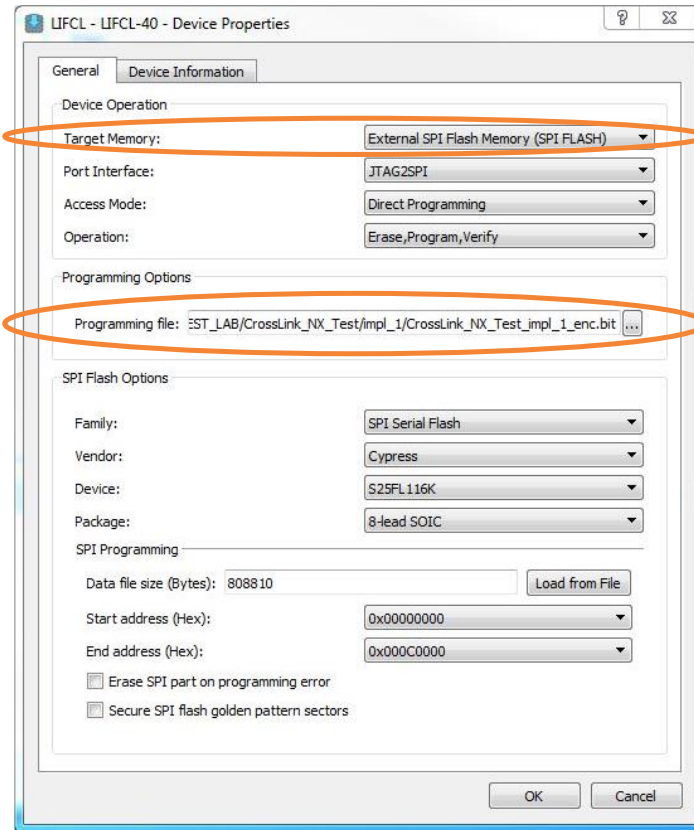 LIFCL - LIFCL-40 - Device Properties
General Device Information
Device Operation
Target Memory: External SPI Flash Memory (SPI FLASH)
Port Interface: JTAG2SPI
Access Mode: Direct Programming
Operation: Erase,Program,Verify
Programming Options
Programming file: EST_LAB/CrossLink_NX_Test/impl_1/CrossLink_NX_Test_impl_1_enc.bit ...
SPI Flash Options
Family: SPI Serial Flash
Vendor: Cypress
Device: S25FL116K
Package: 8-lead SOIC
SPI Programming
Data file size (Bytes): 808810 Load from File
Start address (Hex): 0x00000000
End address (Hex): 0x000C0000
Erase SPI part on programming error
Secure SPI flash golden pattern sectors
OK Cancel